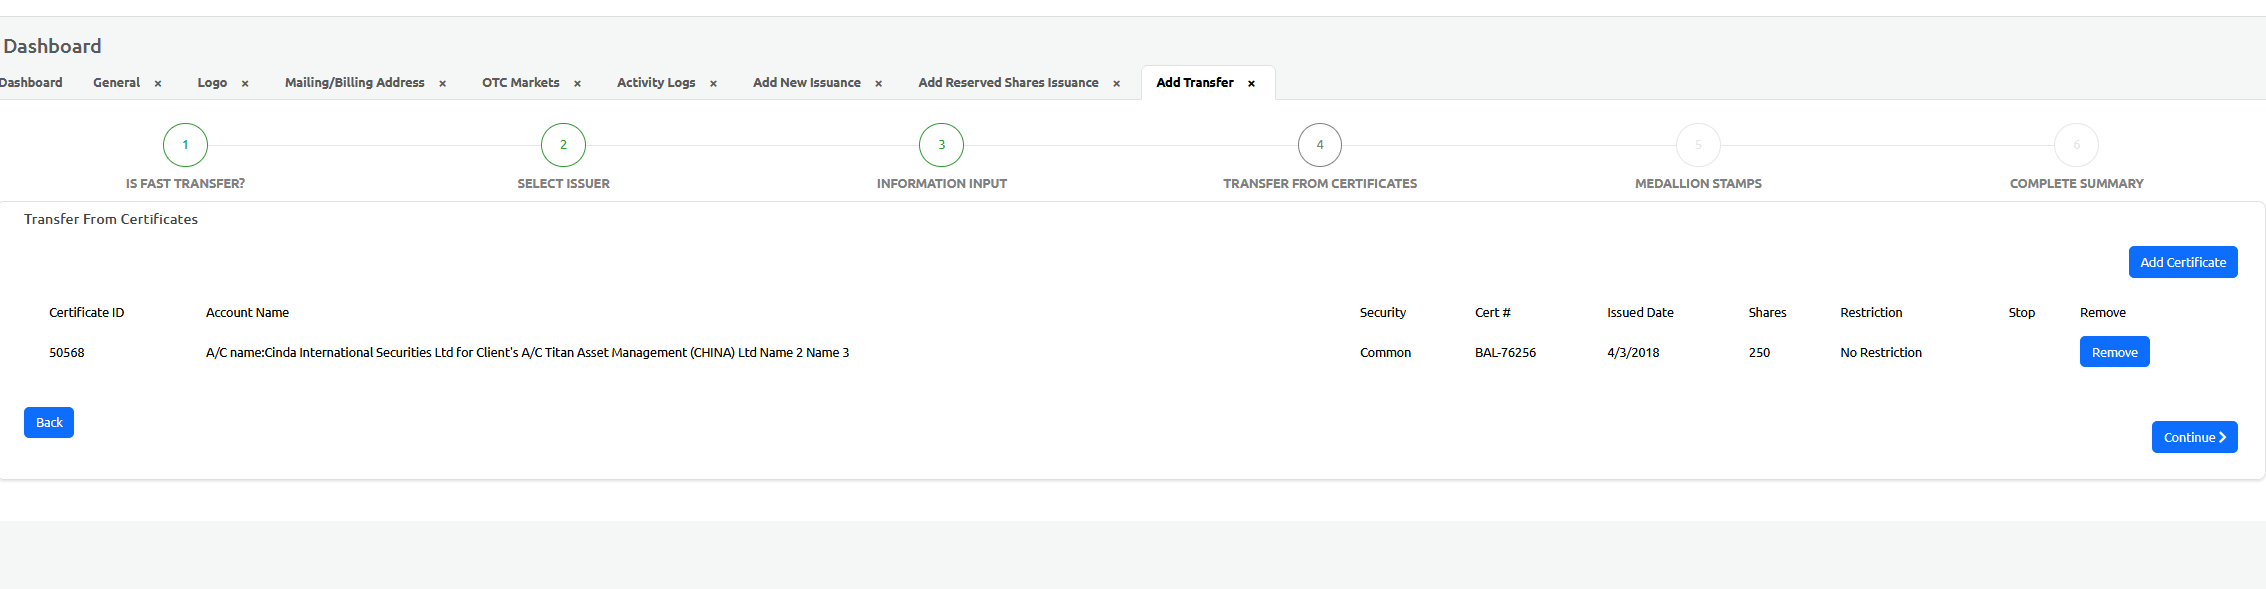 Dashboard
Dashboard General × Logo × Mailing/Billing Address × OTC Markets × Activity Logs × Add New Issuance × Add Reserved Shares Issuance × Add Transfer ×
1 2 3 4 5 6
IS FAST TRANSFER? SELECT ISSUER INFORMATION INPUT TRANSFER FROM CERTIFICATES MEDALLION STAMPS COMPLETE SUMMARY
Transfer From Certificates
Add Certificate
Certificate ID Account Name Security Cert # Issued Date Shares Restriction Stop Remove
50568 A/C name:Cinda International Securities Ltd for Client's A/C Titan Asset Management (CHINA) Ltd Name 2 Name 3 Common BAL-76256 4/3/2018 250 No Restriction Remove
Back
Continue